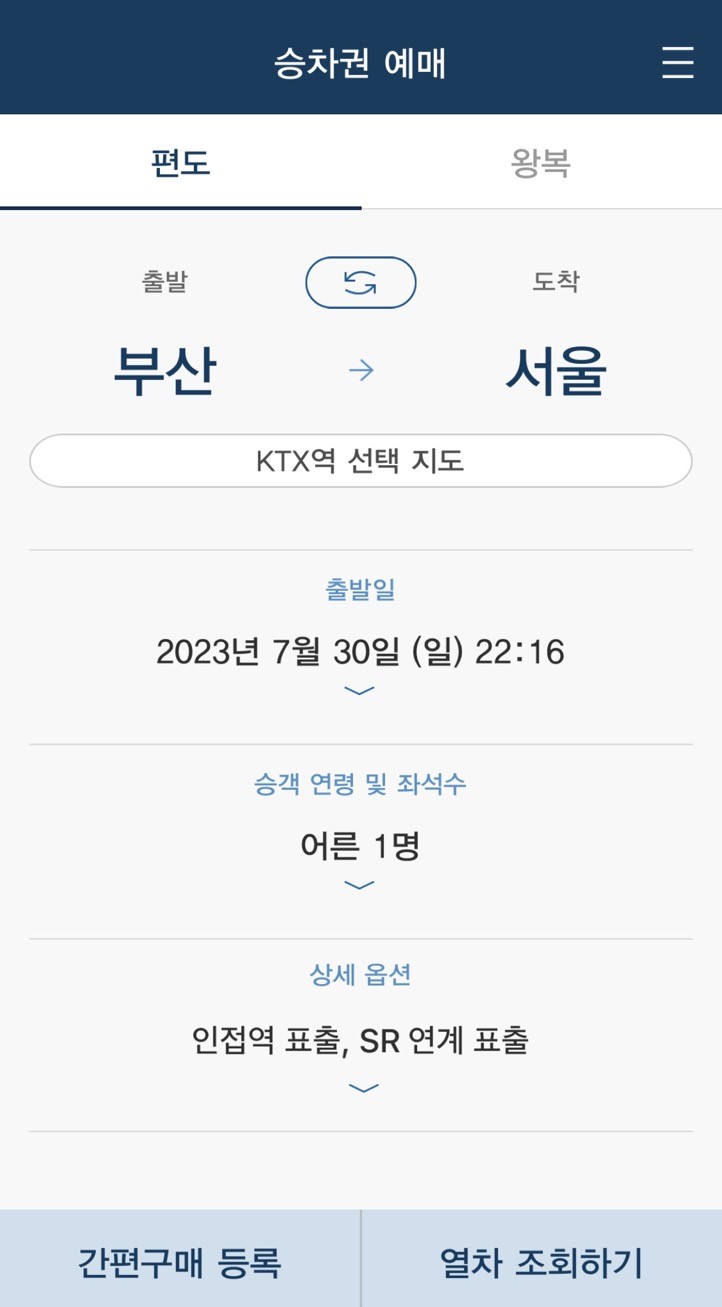 승차권 예매
편도 왕복
출발 도착
부산 → 서울
KTX역 선택 지도
출발일
2023년 7월 30일 (일) 22:16
승객 연령 및 좌석수
어른 1명
상세 옵션
인접역 표출, SR 연계 표출
간편구매 등록 열차 조회하기